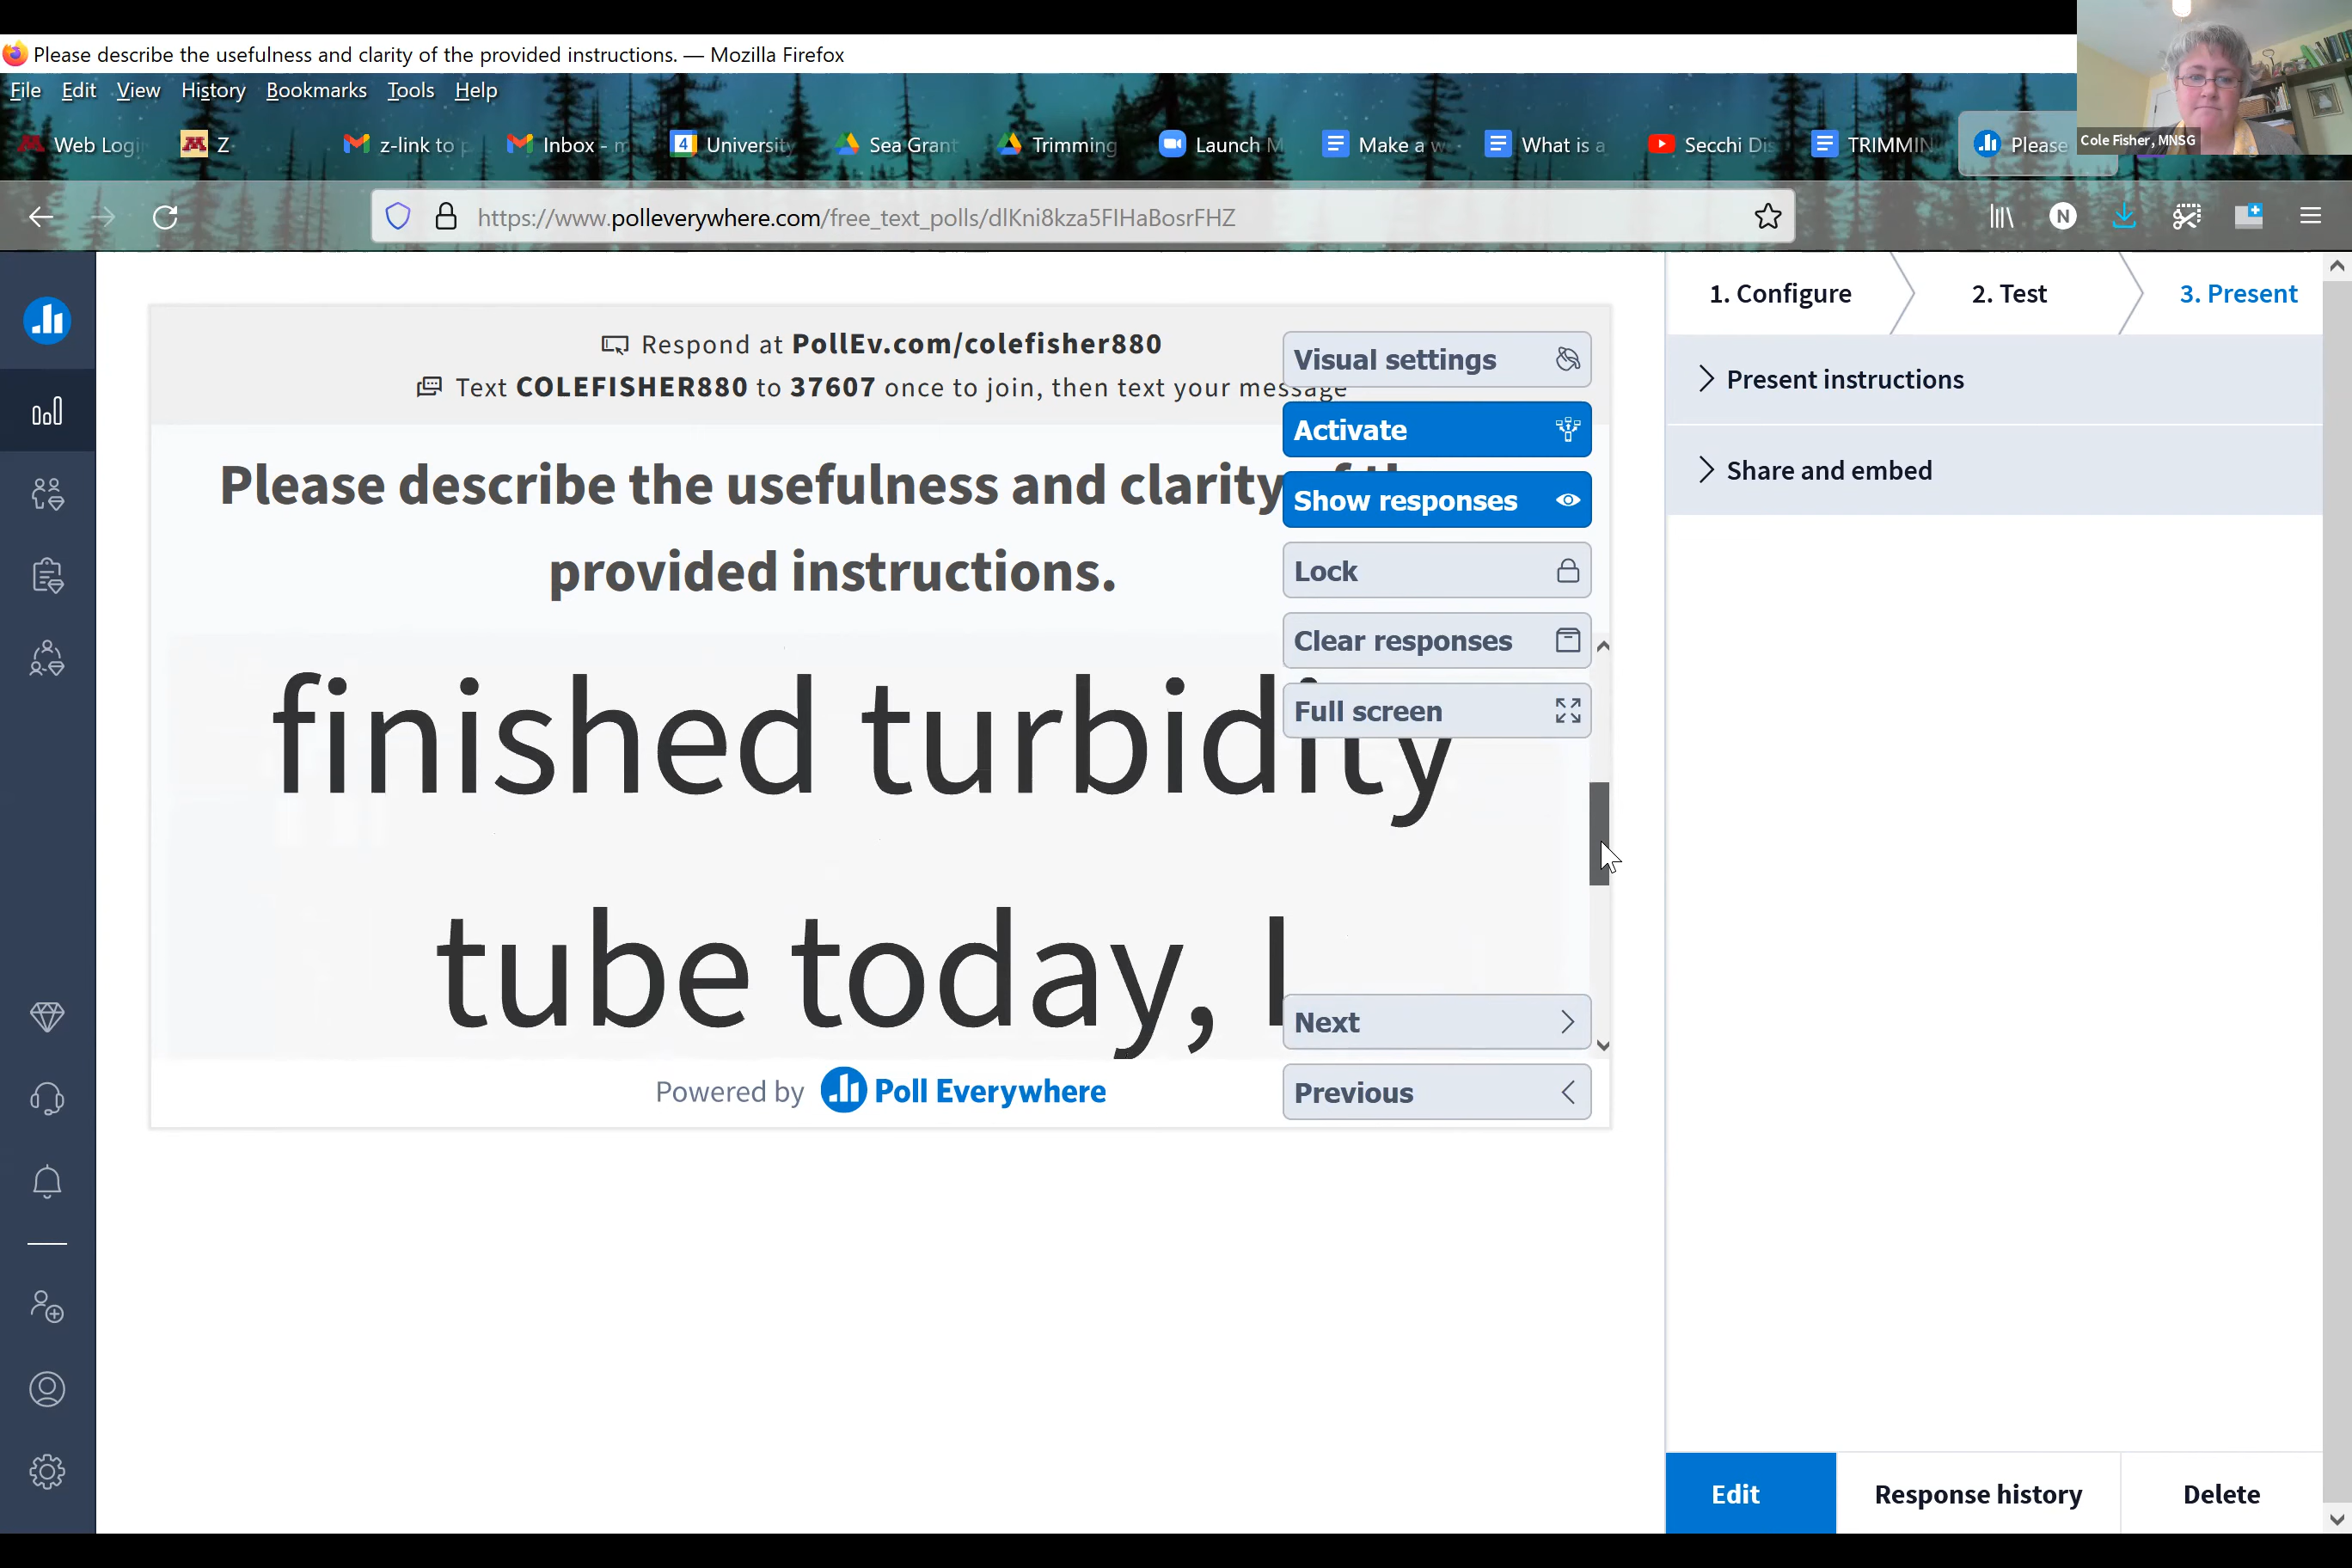 Please describe the usefulness and clarity of the provided instructions. — Mozilla Firefox
File Edit View History Bookmarks Tools Help
Web Logi Z z-link to p Inbox - m University Sea Grant Trimming Launch M Make a w What is a Secchi Dis TRIMMIN Please
Cole Fisher, MNSG
https://www.polleverywhere.com/free_text_polls/dlKni8kza5FIHaBosrFHZ
N
1. Configure 2. Test 3. Present
Present instructions
Share and embed
Respond at PollEv.com/colefisher880
Text COLEFISHER880 to 37607 once to join, then text your message
Visual settings
Activate
Show responses
Lock
Clear responses
Full screen
Please describe the usefulness and clarity
provided instructions.
finished turbidity
tube today, I
Next
Previous
Powered by Poll Everywhere
Edit Response history Delete